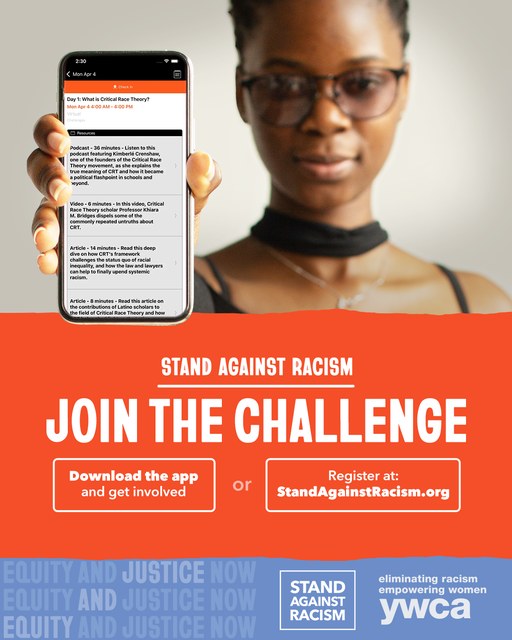 2:30
Mon Apr 4
Check In
Day 1: What is Critical Race Theory?
Mon Apr 4 4:00 AM - 4:00 PM
Resources
Podcast - 36 minutes - Listen to this
podcast featuring Kimberlé Crenshaw,
one of the founders of the Critical Race
Theory movement, as she explains the
true meaning of CRT and how it became
a political flashpoint in schools and
beyond.
Video - 6 minutes - In this video, Critical
Race Theory scholar Professor Khiara
M. Bridges dispels some of the
commonly repeated untruths about
CRT.
Article - 14 minutes - Read this deep
dive on how CRT's framework
challenges the status quo of racial
inequality, and how the law and lawyers
can help to finally upend systemic
racism.
Article - 8 minutes - Read this article on
the contributions of Latino scholars to
the field of Critical Race Theory and how
STAND AGAINST RACISM
JOIN THE CHALLENGE
Download the app
and get involved
or
Register at:
StandAgainstRacism.org
EQUITY AND JUSTICE NOW
EQUITY AND JUSTICE NOW
EQUITY AND JUSTICE NOW
STAND
AGAINST
RACISM
eliminating racism
empowering women
ywca